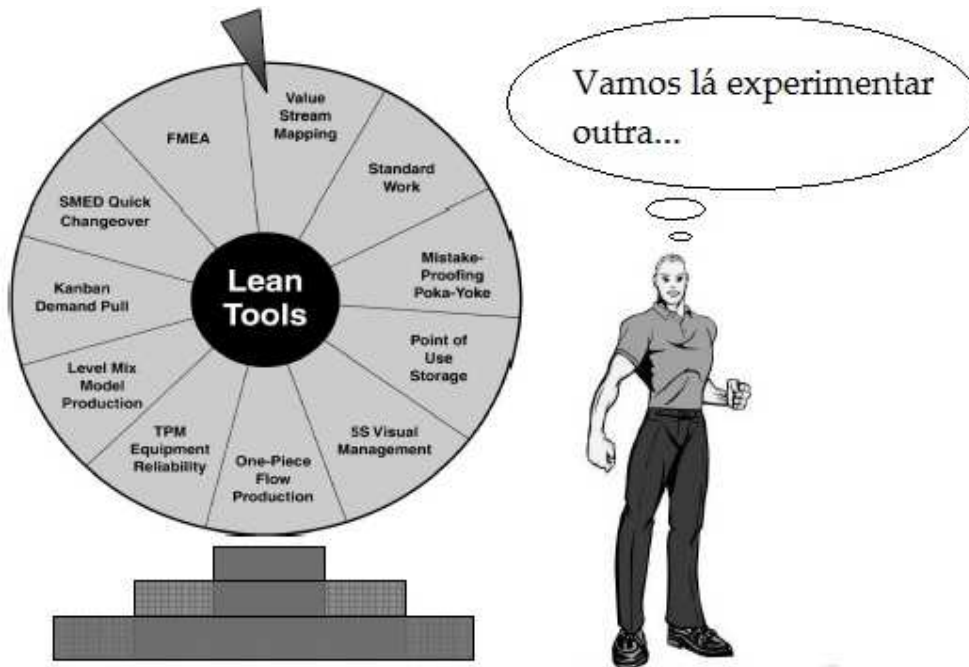 Vamos lá experimentar
outra...
Value
Stream
Mapping
Standard
Work
Mistake-
Proofing
Poka-Yoke
Point of
Use
Storage
5S Visual
Management
One-Piece
Flow
Production
TPM
Equipment
Reliability
Level Mix
Model
Production
Kanban
Demand Pull
SMED Quick
Changeover
FMEA
Lean
Tools